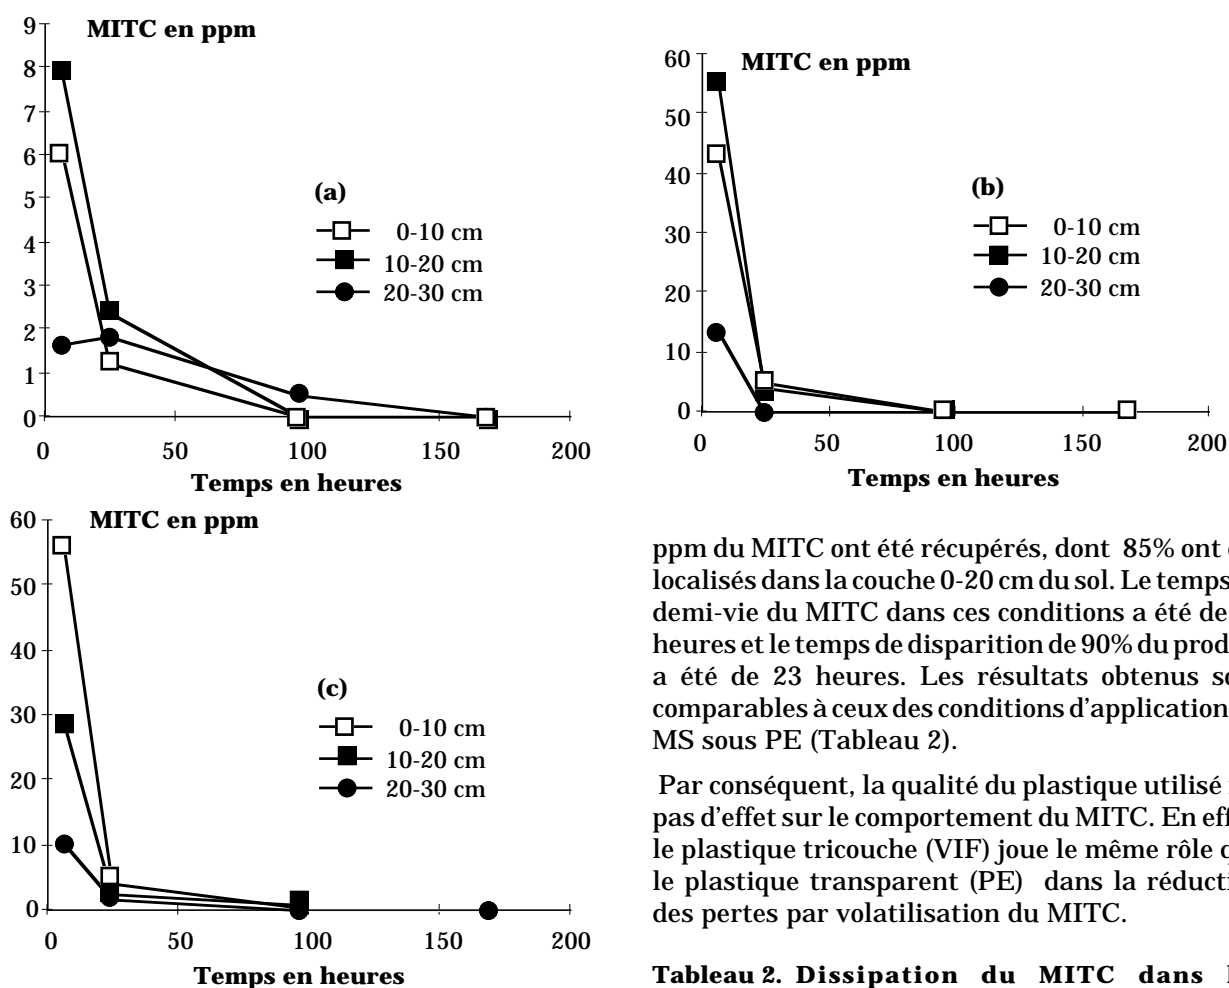 MITC en ppm
9
8
7
6
5
4
3
2
1
0
(a)
0-10 cm
10-20 cm
20-30 cm
0 50 100 150 200
Temps en heures
MITC en ppm
60
50
40
30
20
10
0
(b)
0-10 cm
10-20 cm
20-30 cm
0 50 100 150 200
Temps en heures
MITC en ppm
60
50
40
30
20
10
0
(c)
0-10 cm
10-20 cm
20-30 cm
0 50 100 150 200
Temps en heures
ppm du MITC ont été récupérés, dont 85% ont
localisés dans la couche 0-20 cm du sol. Le temps
demi-vie du MITC dans ces conditions a été de
heures et le temps de disparition de 90% du
a été de 23 heures. Les résultats obtenus
comparables à ceux des conditions d'application
MS sous PE (Tableau 2).
Par conséquent, la qualité du plastique utilisé
pas d'effet sur le comportement du MITC. En
le plastique tricouche (VIF) joue le même rôle
le plastique transparent (PE) dans la
des pertes par volatilisation du MITC.
Tableau 2. Dissipation du MITC dans